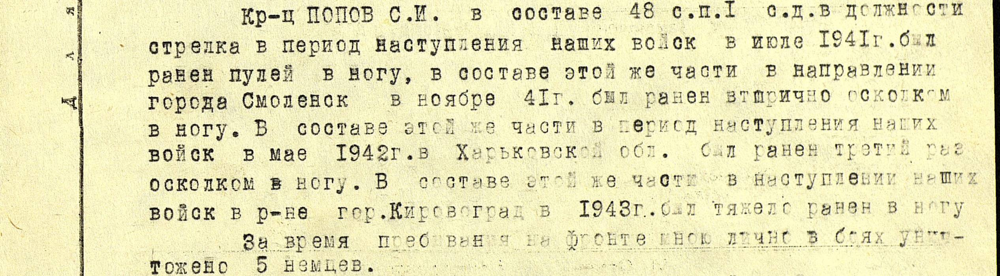 Кр-ц ПОПОВ С.И. в составе 48 с.п.I с.д.в должности
стрелка в период наступления наших войск в июле I94Iг.был
ранен пулей в ногу, в составе этой же части в направлении
города Смоленск в ноябре 4Iг. был ранен втшрично осколком
в ногу. В составе этой же части в период наступления наших
войск в мае I942г.в Харьковской обл. был ранен третий раз
осколком в ногу. В составе этой же части в наступлении наших
войск в р-не гор.Кировоград в I943г.был тяжело ранен в ногу
За время пребывания на фронте мною лично в боях уничтожено
тожено 5 немцев.
Для